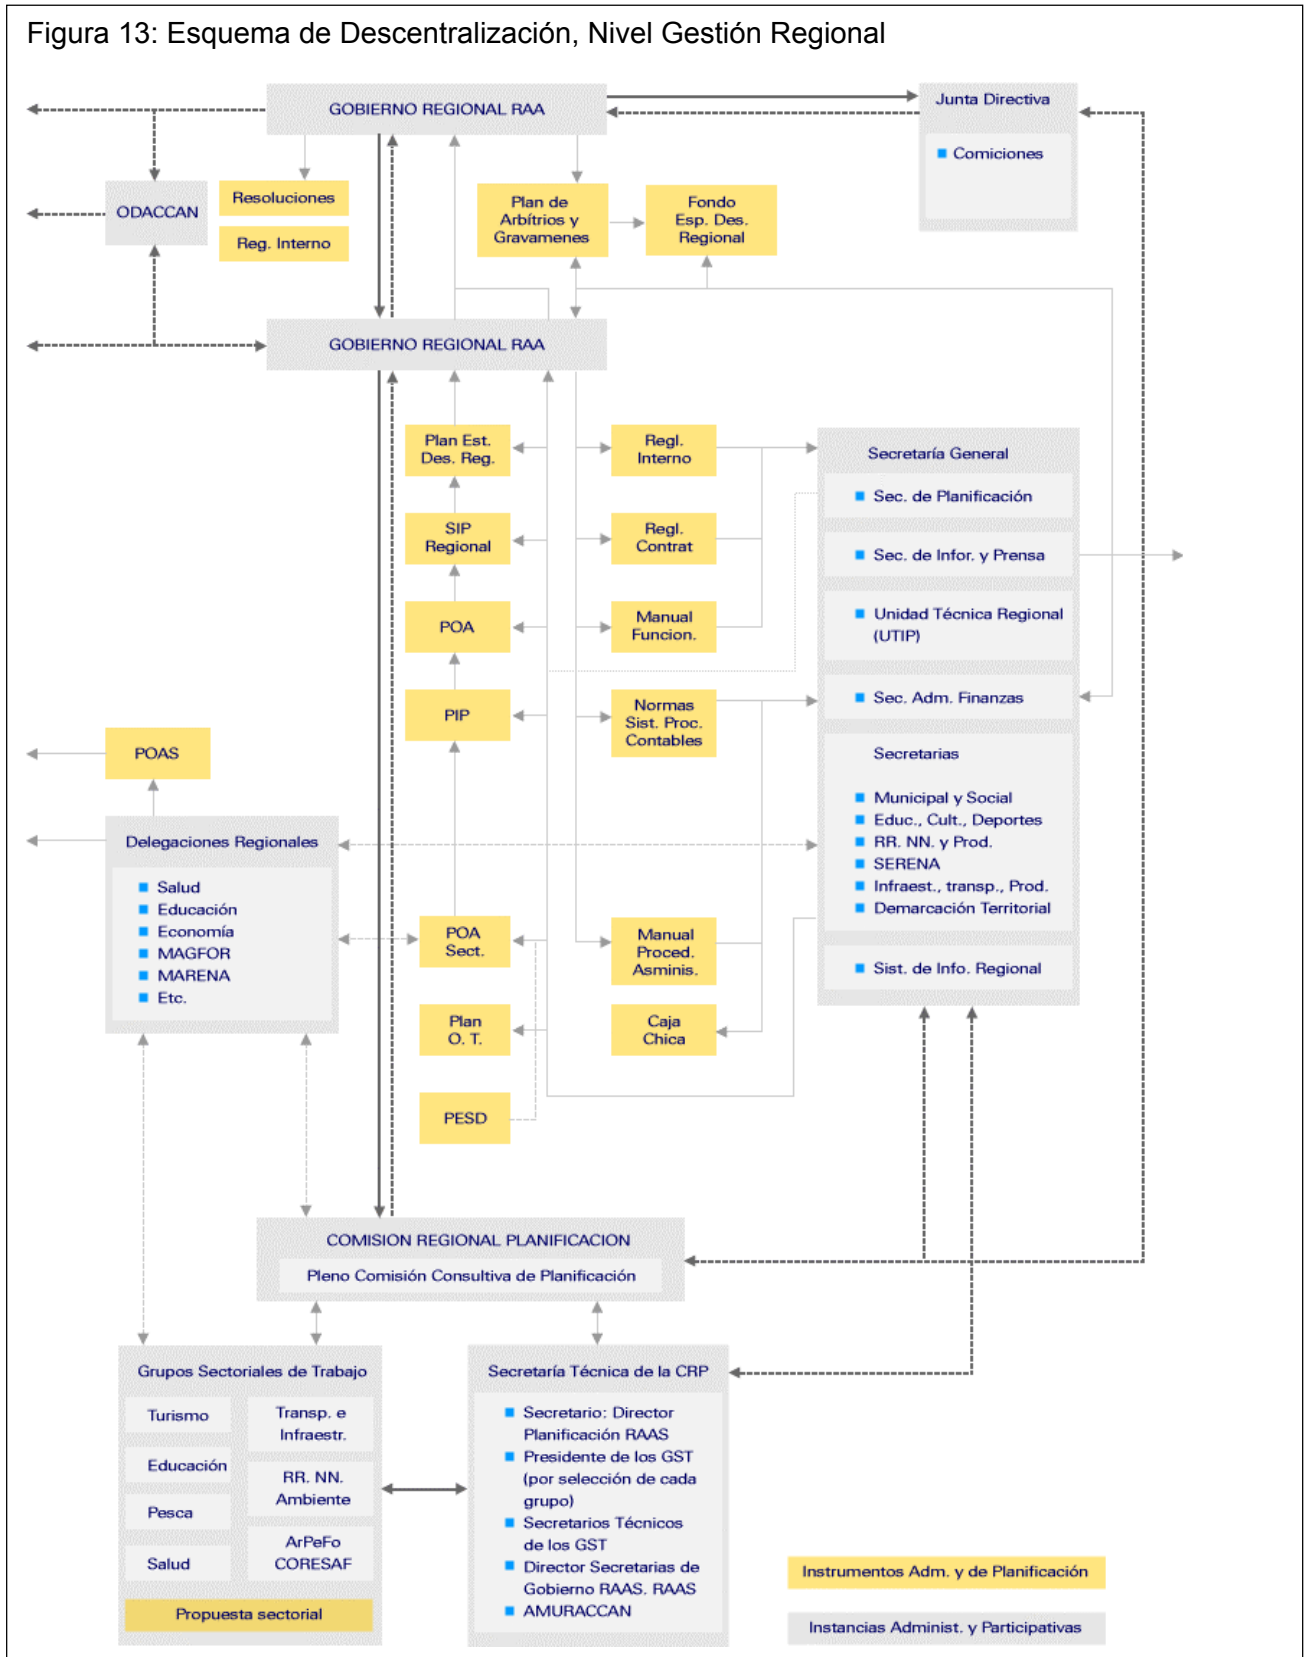 Figura 13: Esquema de Descentralización, Nivel Gestión Regional
GOBIERNO REGIONAL RAA
Junta Directiva
Comiciones
ODACCAN
Resoluciones
Reg. Interno
Plan de
Arbítrios y
Gravamenes
Fondo
Esp. Des.
Regional
GOBIERNO REGIONAL RAA
Plan Est.
Des. Reg.
SIP
Regional
POA
PIP
Regl.
Interno
Regl.
Contrat
Manual
Funcion.
Normas
Sist. Proc.
Contables
Secretaría General
Sec. de Planificación
Sec. de Infor. y Prensa
Unidad Técnica Regional
(UTIP)
Sec. Adm. Finanzas
Secretarias
Municipal y Social
Educ., Cult., Deportes
RR. NN. y Prod.
SERENA
Infraest., transp., Prod.
Demarcación Territorial
Sist. de Info. Regional
POAS
Delegaciones Regionales
Salud
Educación
Economía
MAGFOR
MARENA
Etc.
POA
Sect.
Plan
O. T.
PESD
Manual
Proced.
Asminis.
Caja
Chica
COMISION REGIONAL PLANIFICACION
Pleno Comisión Consultiva de Planificación
Grupos Sectoriales de Trabajo
Turismo
Educación
Pesca
Salud
Transp. e
Infraestr.
RR. NN.
Ambiente
ArPeFo
CORESAF
Propuesta sectorial
Secretaría Técnica de la CRP
Secretario: Director
Planificación RAAS
Presidente de los GST
(por selección de cada
grupo)
Secretarios Técnicos
de los GST
Director Secretarias de
Gobierno RAAS. RAAS
AMURACCAN
Instrumentos Adm. y de Planificación
Instancias Administ. y Participativas